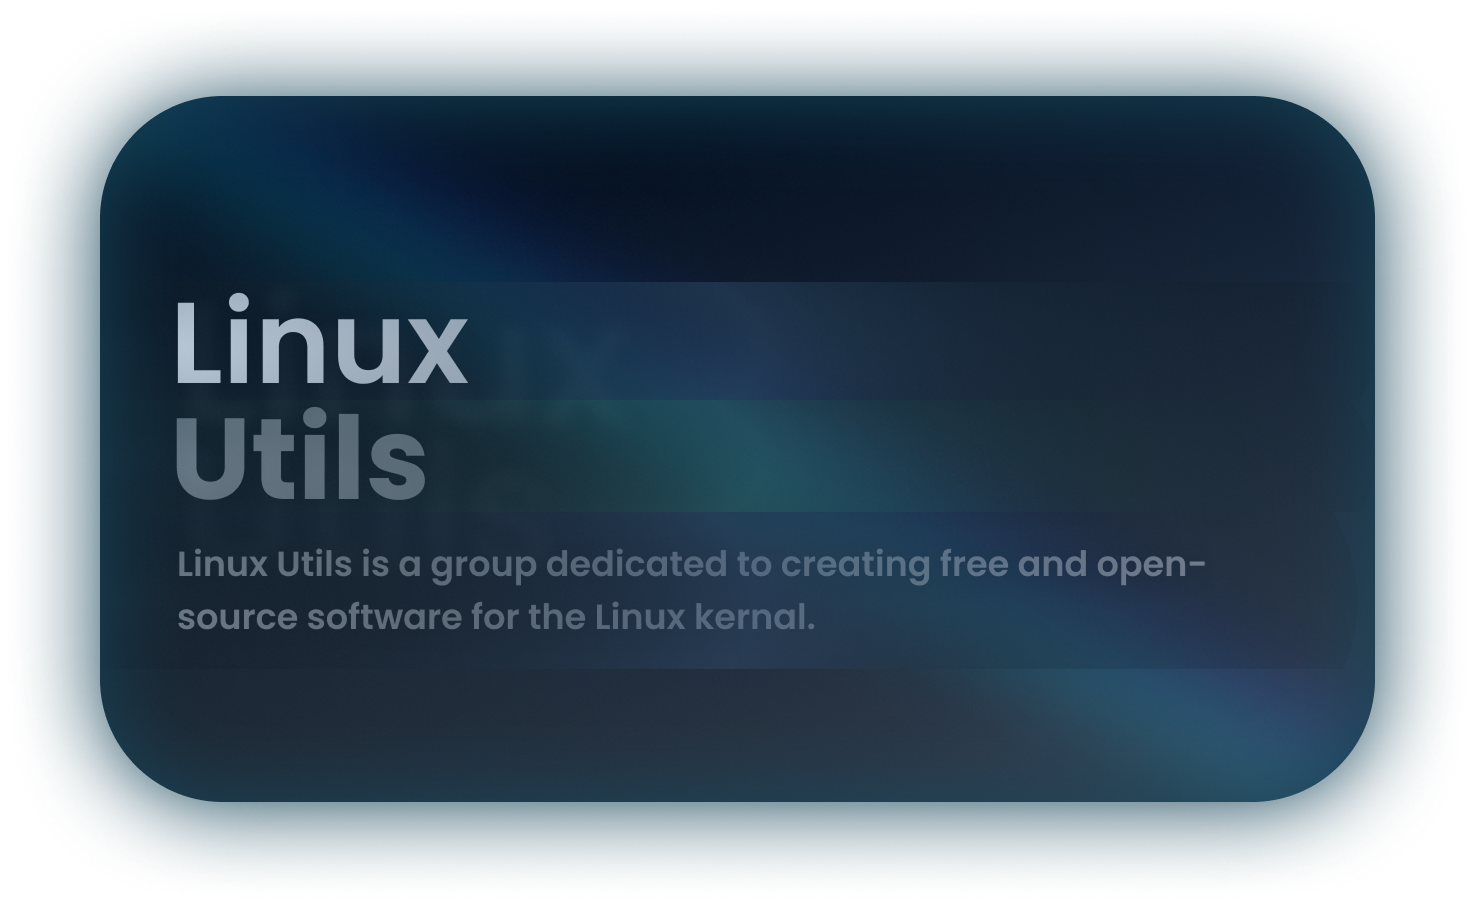 Linux
Utils
Linux Utils is a group dedicated to creating free and open-
source software for the Linux kernal.